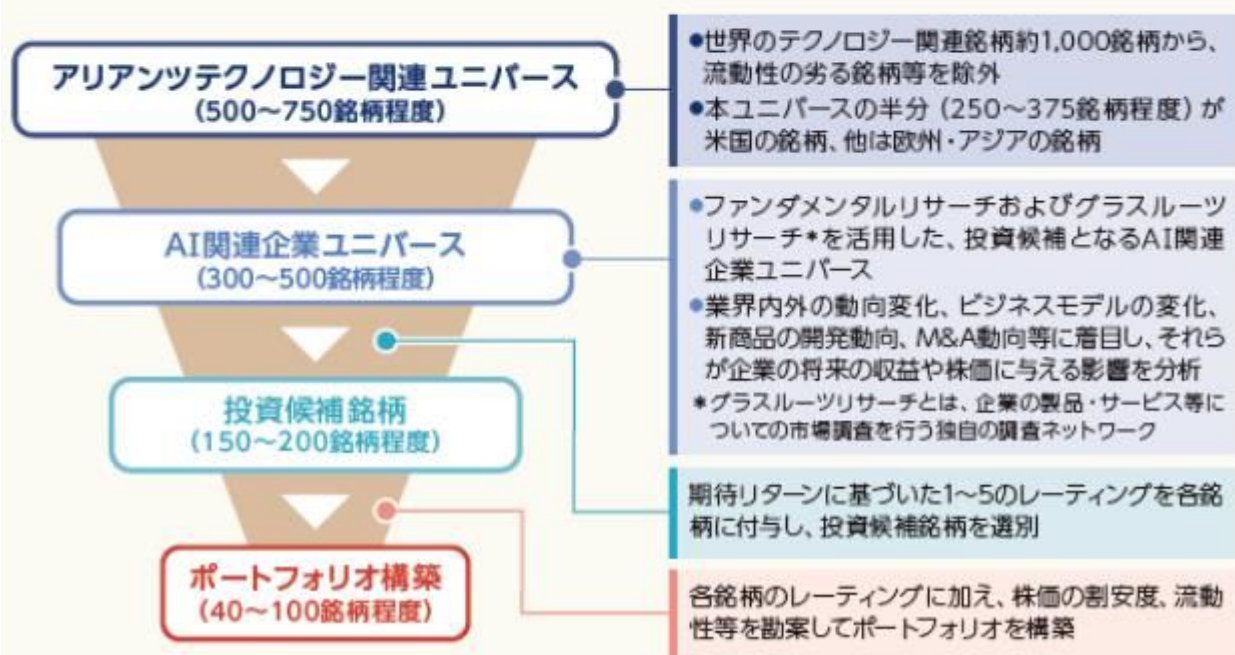 アリアンツテクノロジー関連ユニバース
(500～750銘柄程度)
●世界のテクノロジー関連銘柄約1,000銘柄から、
流動性の劣る銘柄等を除外
●本ユニバースの半分（250～375銘柄程度）が
米国の銘柄、他は欧州・アジアの銘柄
AI関連企業ユニバース
(300～500銘柄程度)
●ファンダメンタルリサーチおよびグラスルーツ
リサーチ*を活用した、投資候補となるAI関連
企業ユニバース
●業界内外の動向変化、ビジネスモデルの変化、
新商品の開発動向、M&A動向等に着目し、それら
が企業の将来の収益や株価に与える影響を分析
*グラスルーツリサーチとは、企業の製品・サービス等に
ついての市場調査を行う独自の調査ネットワーク
投資候補銘柄
(150～200銘柄程度)
期待リターンに基づいた1～5のレーティングを各銘
柄に付与し、投資候補銘柄を選別
ポートフォリオ構築
(40～100銘柄程度)
各銘柄のレーティングに加え、株価の割安度、流動
性等を勘案してポートフォリオを構築